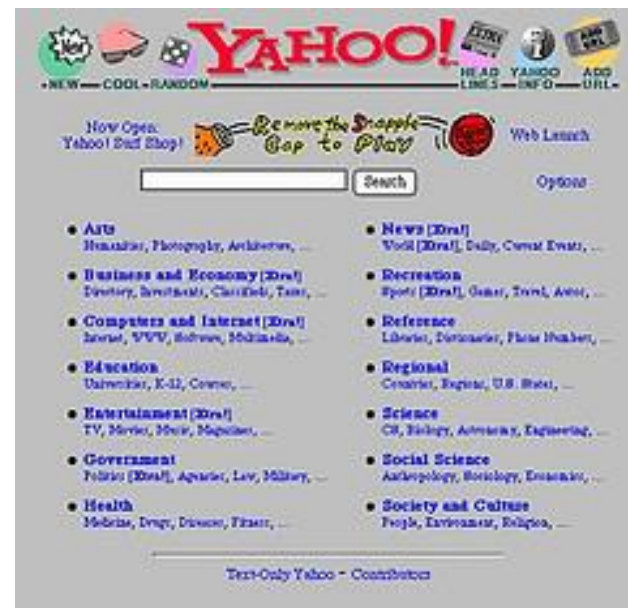 New
YAHOO!
EXTRA
i
ADD URL
NEW COOL RANDOM
HEAD LINES YAHOO INFO ADD URL
Now Open:
Yahoo! Surf Shop!
Remove the Snapple
Cap to Play
Web Launch
Search
Options
Arts
Humanities, Photography, Architecture, ...
Business and Economy [Xtra!]
Directory, Investments, Classifieds, Taxes, ...
Computers and Internet [Xtra!]
Internet, WWW, Software, Multimedia, ...
Education
Universities, K-12, Courses, ...
Entertainment [Xtra!]
TV, Movies, Music, Magazines, ...
Government
Politics [Xtra!], Agencies, Law, Military, ...
Health
Medicine, Drugs, Diseases, Fitness, ...
News [Xtra!]
World [Xtra!], Daily, Current Events, ...
Recreation
Sports [Xtra!], Games, Travel, Autos, ...
Reference
Libraries, Dictionaries, Phone Numbers, ...
Regional
Countries, Regions, U.S. States, ...
Science
CS, Biology, Astronomy, Engineering, ...
Social Science
Anthropology, Sociology, Economics, ...
Society and Culture
People, Environment, Religion, ...
Text-Only Yahoo - Contributors